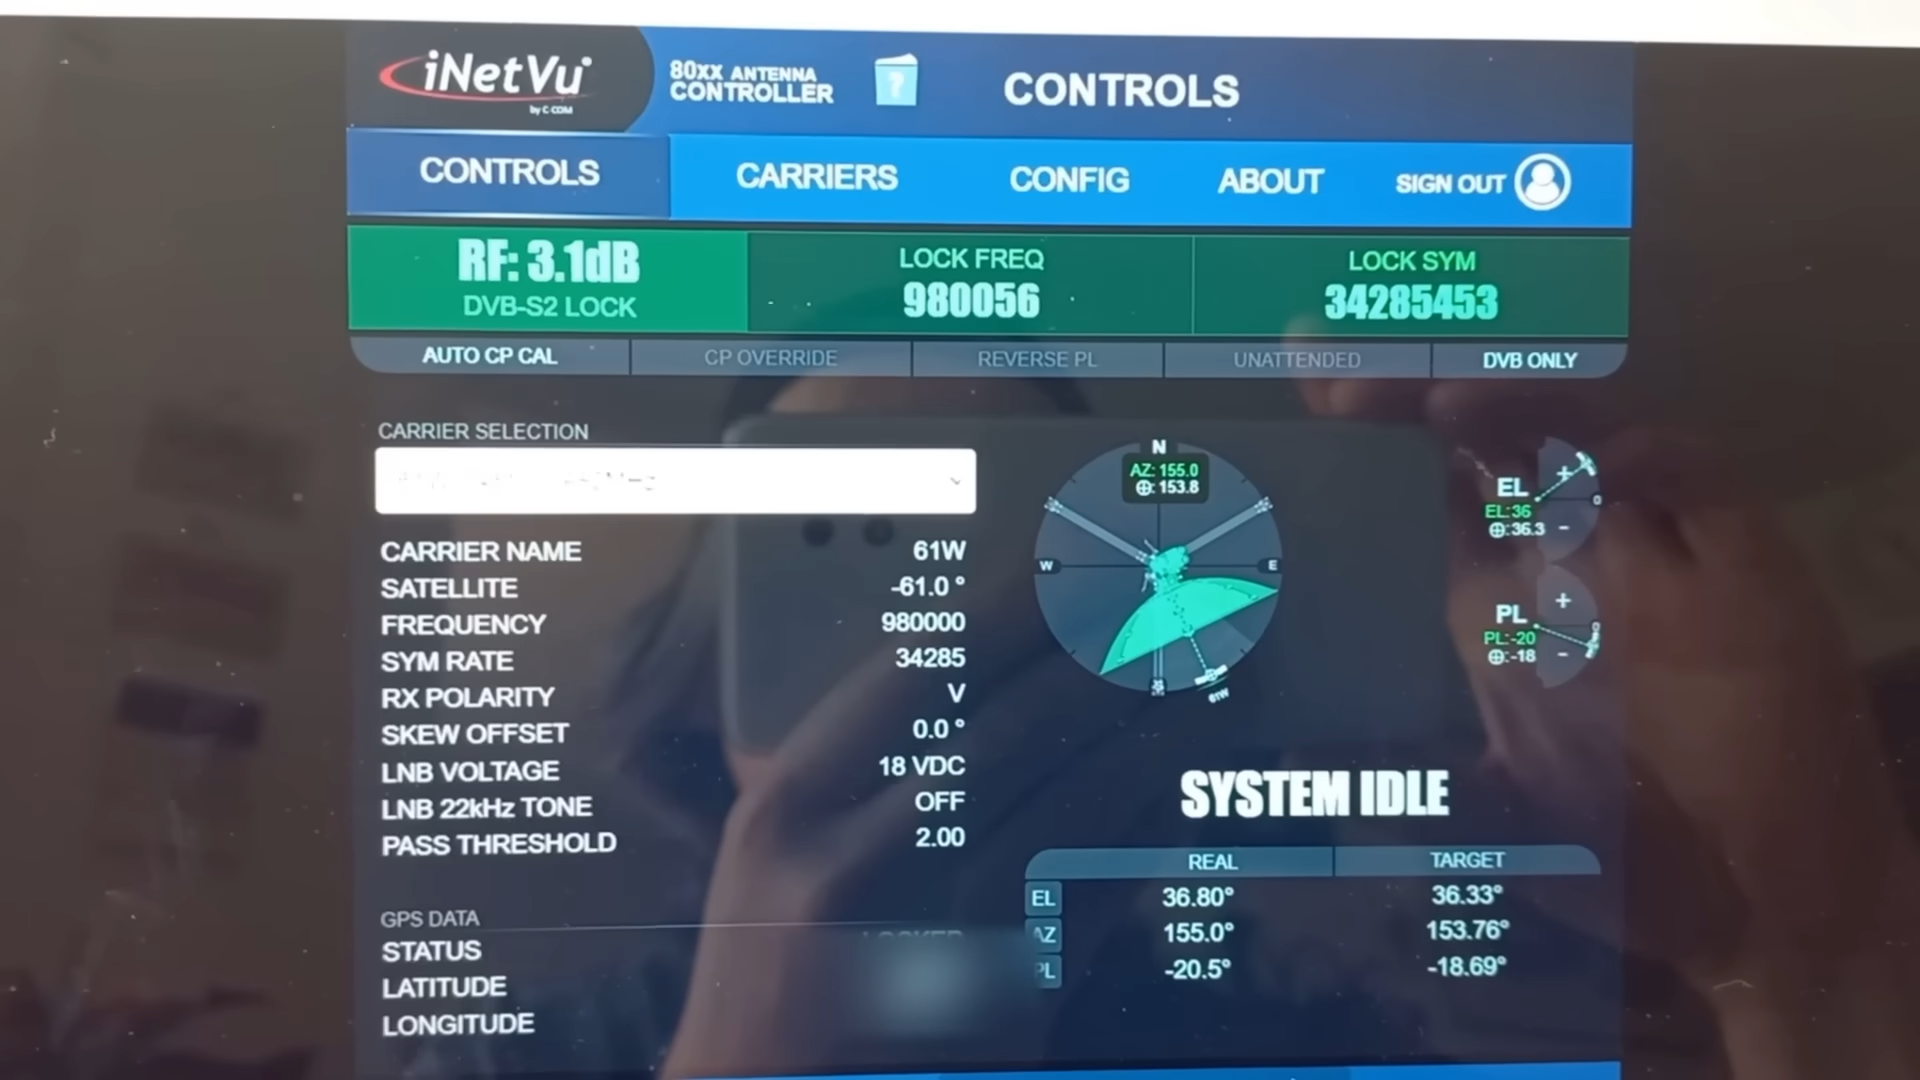 iNetVu
by C-COM
80XX ANTENNA
CONTROLLER
?
CONTROLS
CONTROLS
CARRIERS
CONFIG
ABOUT
SIGN OUT
RF: 3.1dB
DVB-S2 LOCK
LOCK FREQ
980056
LOCK SYM
34285453
AUTO CP CAL
CP OVERRIDE
REVERSE PL
UNATTENDED
DVB ONLY
CARRIER SELECTION
CARRIER NAME 61W
SATELLITE -61.0 °
FREQUENCY 980000
SYM RATE 34285
RX POLARITY V
SKEW OFFSET 0.0 °
LNB VOLTAGE 18 VDC
LNB 22kHz TONE OFF
PASS THRESHOLD 2.00
GPS DATA
STATUS LOCKED
LATITUDE
LONGITUDE
N
AZ: 155.0
: 153.8
W
E
S
61W
EL
EL:36
:36.3
+
0
-
PL
PL:-20
:-18
+
0
-
SYSTEM IDLE
REAL TARGET
EL 36.80° 36.33°
AZ 155.0° 153.76°
PL -20.5° -18.69°